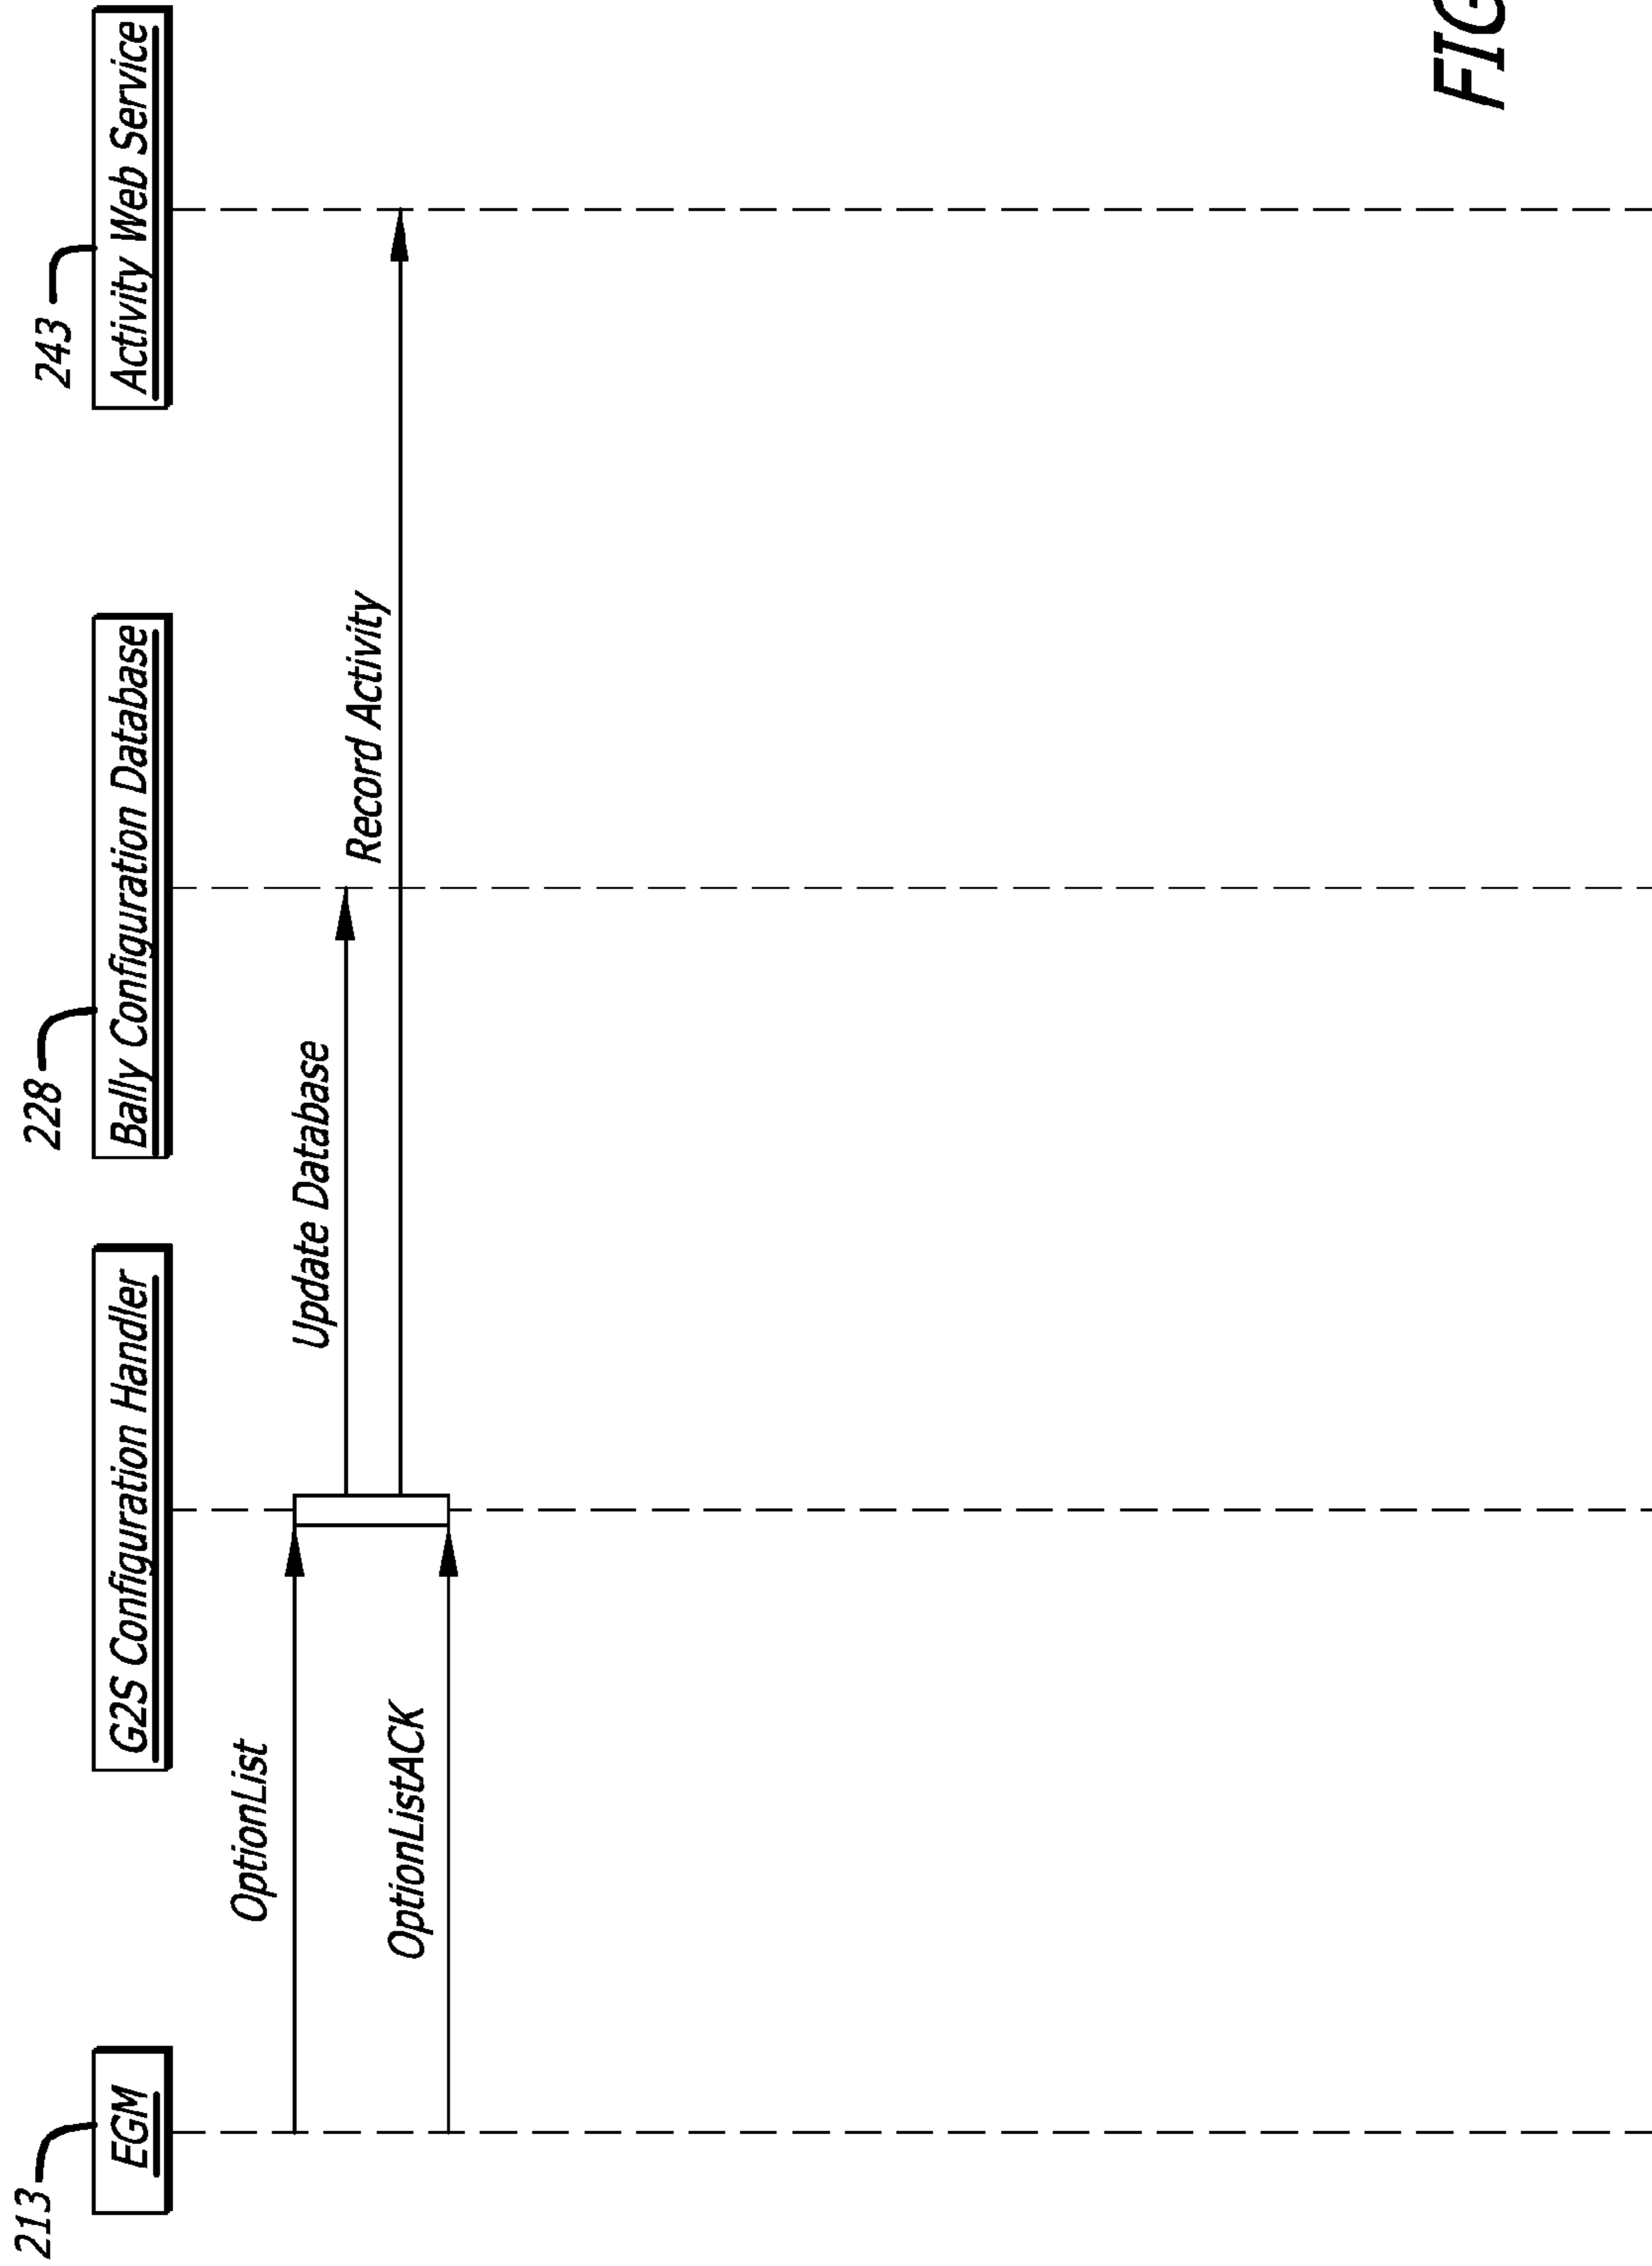 213
EGM
G2S Configuration Handler
228
Bally Configuration Database
243
Activity Web Service
OptionList
Update Database
Record Activity
OptionListACK
FIG